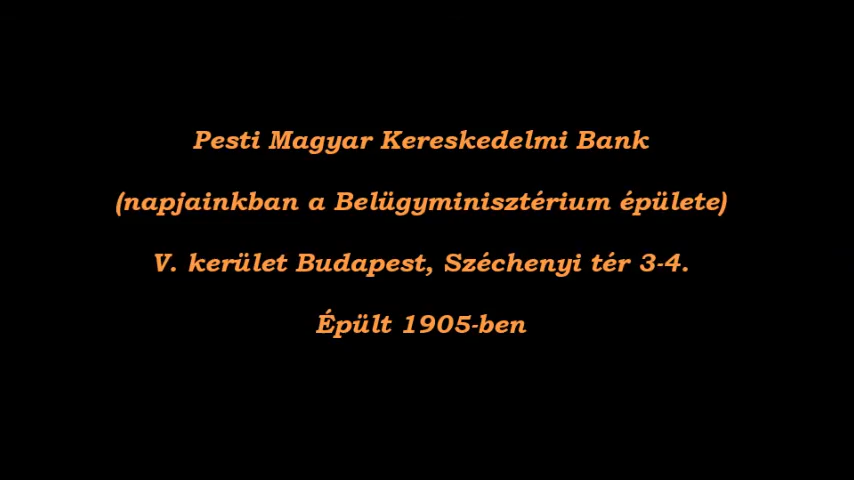 Pesti Magyar Kereskedelmi Bank
(napjainkban a Belügyminisztérium épülete)
V. kerület Budapest, Széchenyi tér 3-4.
Épült 1905-ben